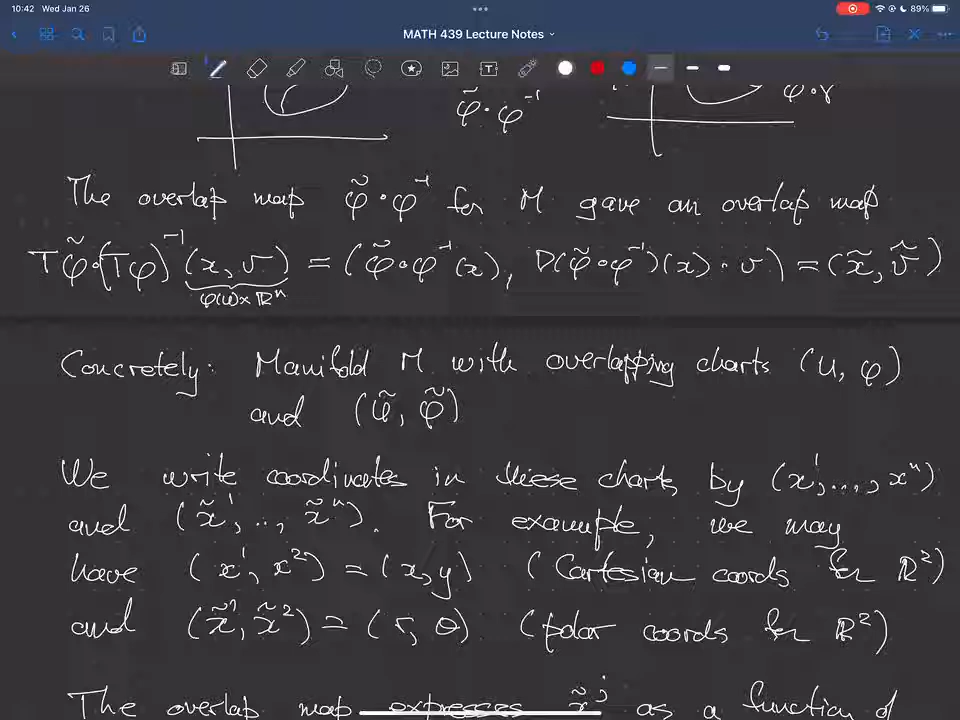 10:42 Wed Jan 26
89%
MATH 439 Lecture Notes
φ̃∘φ⁻¹
φ∘γ
The overlap map φ̃∘φ⁻¹ for M gave an overlap map
Tφ̃∘(Tφ)⁻¹(x, v) = (φ̃∘φ⁻¹(x), D(φ̃∘φ⁻¹)(x)·v) = (x̃, ṽ)
φ(U)×ℝⁿ
Concretely: Manifold M with overlapping charts (U, φ)
and (Ũ, φ̃)
We write coordinates in these charts by (x¹, ..., xⁿ)
and (x̃¹, .., x̃ⁿ). For example, we may
have (x¹, x²) = (x, y) (Cartesian coords for ℝ²)
and (x̃¹, x̃²) = (r, θ) (polar coords for ℝ²)
The overlap map expresses x̃ʲ as a function of